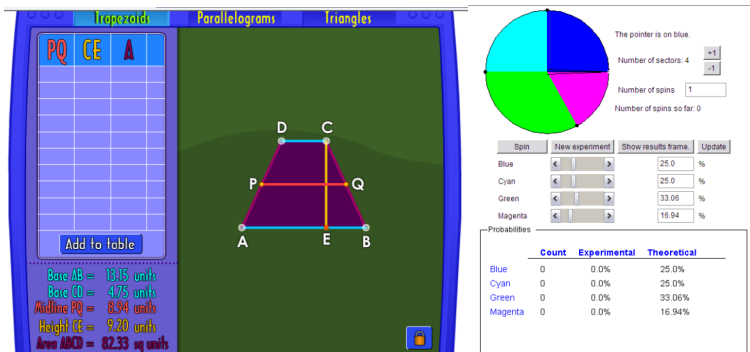 Trapezoids
Parallelograms
Triangles
PQ CE A
D C
P Q
A E B
Add to table
Base AB = 13.15 units
Base CD = 4.75 units
Midline PQ = 8.94 units
Height CE = 9.20 units
Area ABCD = 82.33 sq units
The pointer is on blue.
Number of sectors: 4
+1
-1
Number of spins 1
Number of spins so far: 0
Spin New experiment Show results frame. Update
Blue 25.0 %
Cyan 25.0 %
Green 33.06 %
Magenta 16.94 %
Probabilities
Count Experimental Theoretical
Blue 0 0.0% 25.0%
Cyan 0 0.0% 25.0%
Green 0 0.0% 33.06%
Magenta 0 0.0% 16.94%